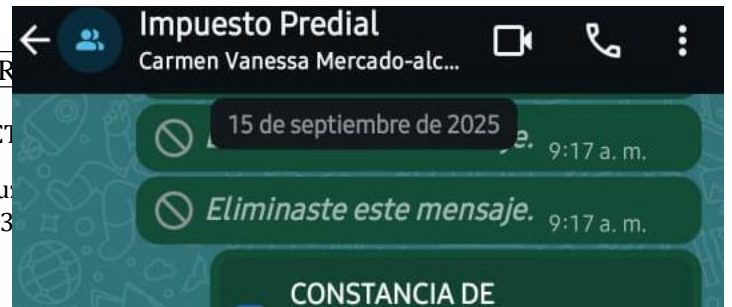 Impuesto Predial
Carmen Vanessa Mercado-alc...
15 de septiembre de 2025
9:17 a. m.
Eliminaste este mensaje.
9:17 a. m.
CONSTANCIA DE